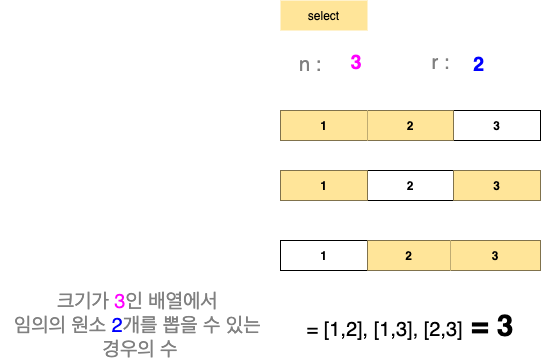 select
n : 3 r : 2
1 2 3
1 2 3
1 2 3
크기가 3인 배열에서
임의의 원소 2개를 뽑을 수 있는
경우의 수
= [1,2], [1,3], [2,3] = 3